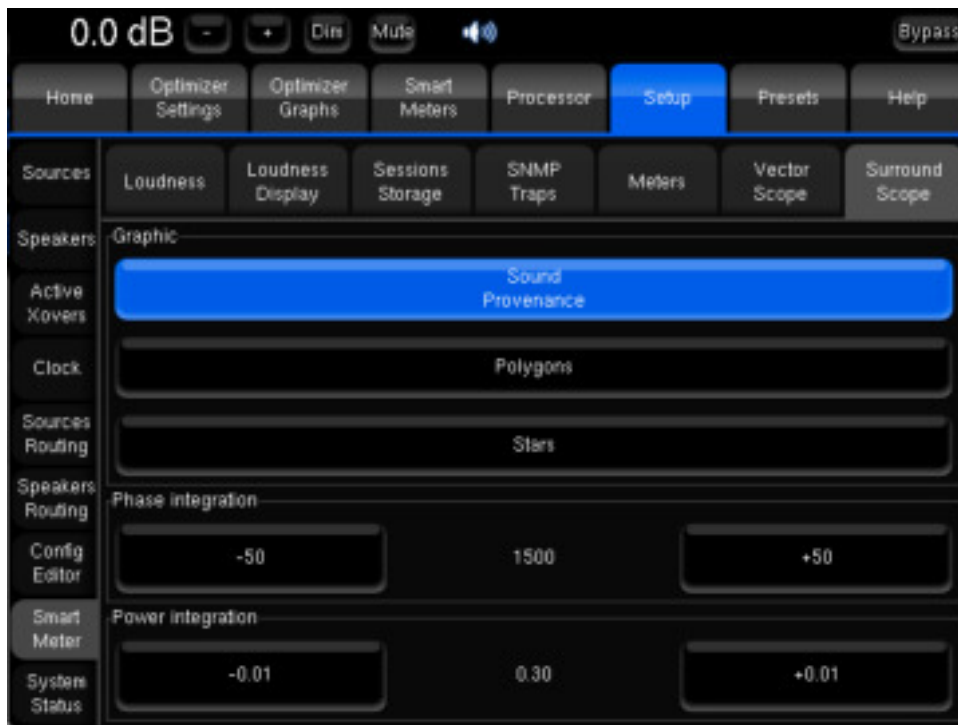 0.0 dB - + Dim Mute Bypass
Home
Optimizer
Settings
Optimizer
Graphs
Smart
Meters
Processor
Setup
Presets
Help
Sources
Speakers
Active
Xovers
Clock
Sources
Routing
Speakers
Routing
Config
Editor
Smart
Meter
System
Status
Loudness
Loudness
Display
Sessions
Storage
SNMP
Traps
Meters
Vector
Scope
Surround
Scope
Graphic
Sound
Provenance
Polygons
Stars
Phase integration
-50 1500 +50
Power integration
-0.01 0.30 +0.01